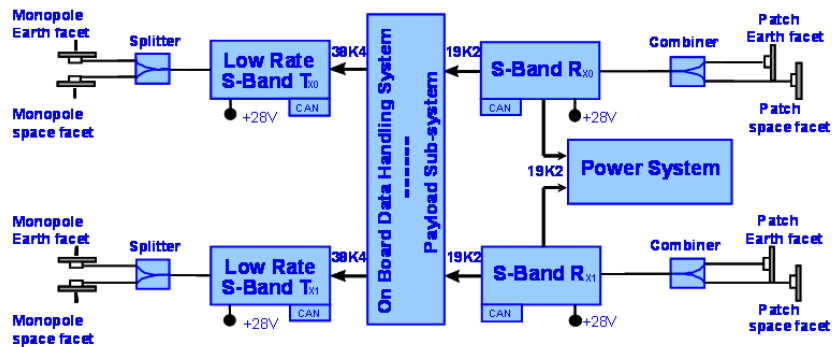 Monopole
Earth facet
Splitter
Low Rate
S-Band TX0
CAN
+28V
Monopole
space facet
38K4
On Board Data Handling System
------
Payload Sub-system
19K2
S-Band RX0
CAN
+28V
Combiner
Patch
Earth facet
Patch
space facet
19K2
Power System
Monopole
Earth facet
Splitter
Low Rate
S-Band TX1
CAN
+28V
Monopole
space facet
38K4
19K2
S-Band RX1
CAN
+28V
Combiner
Patch
Earth facet
Patch
space facet